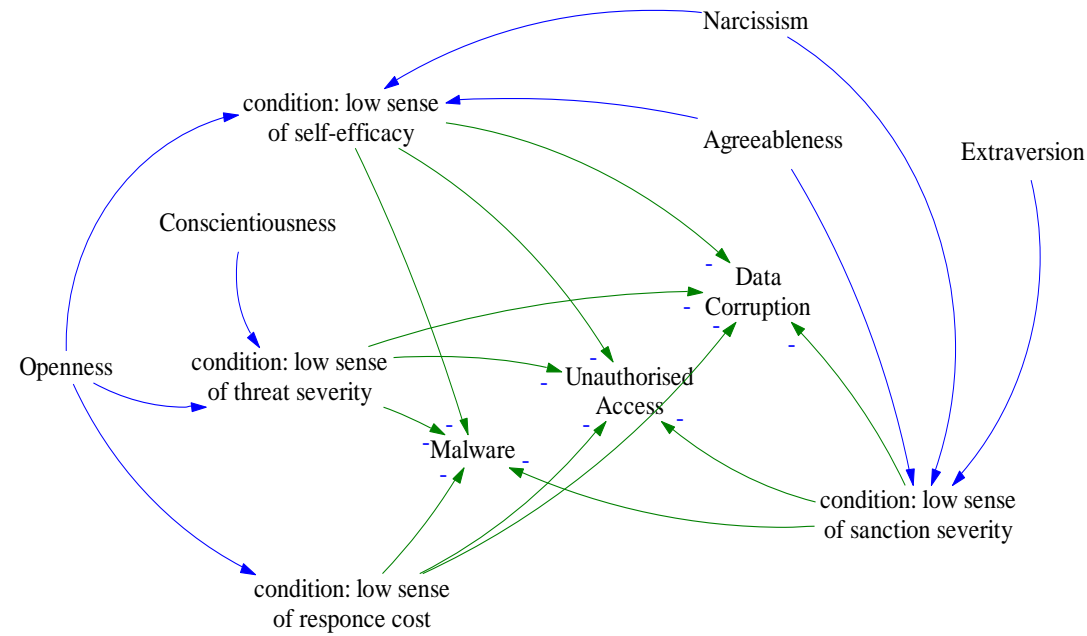 Narcissism
condition: low sense
of self-efficacy
Agreeableness
Extraversion
Conscientiousness
-
Data
Corruption
-
-
-
condition: low sense
of threat severity
Openness
-
-
Unauthorised
Access
-
-
-
-
Malware
-
-
condition: low sense
of sanction severity
condition: low sense
of responce cost